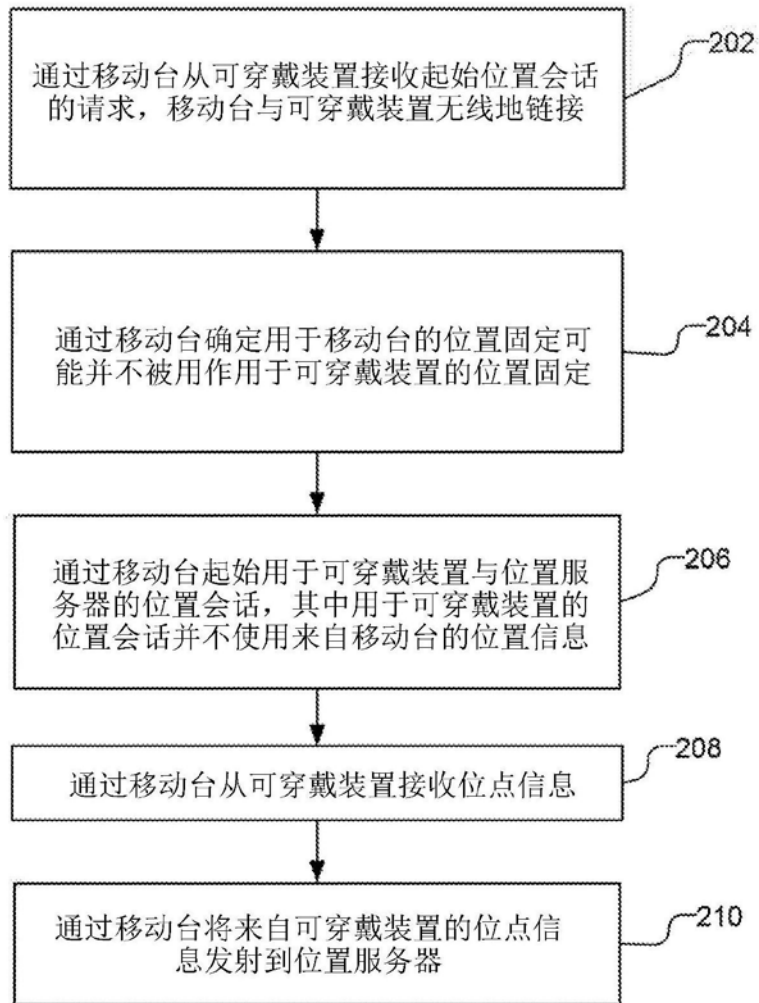 通过移动台从可穿戴装置接收起始位置会话
的请求，移动台与可穿戴装置无线地链接
202
通过移动台确定用于移动台的位置固定可
能并不被用作用于可穿戴装置的位置固定
204
通过移动台起始用于可穿戴装置与位置服
务器的位置会话，其中用于可穿戴装置的
位置会话并不使用来自移动台的位置信息
206
通过移动台从可穿戴装置接收位点信息
208
通过移动台将来自可穿戴装置的位点信
息发射到位置服务器
210